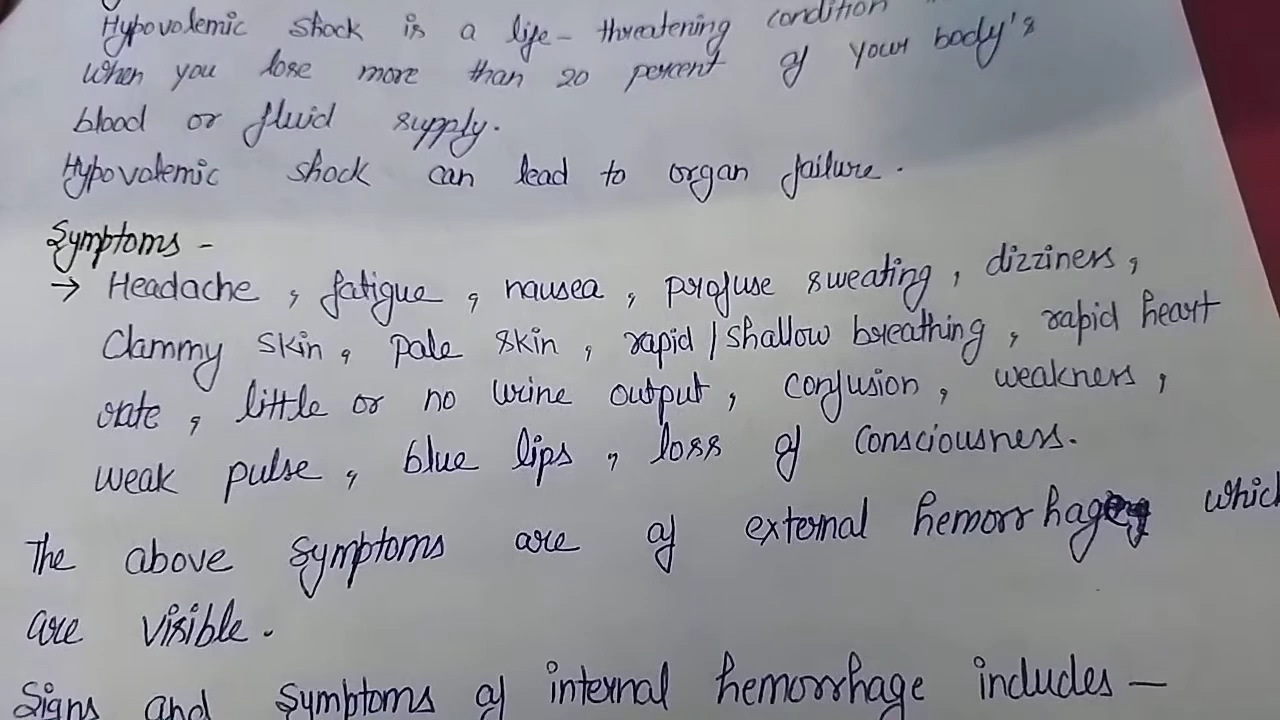 Hypovolemic shock is a life- threatening condition
when you lose more than 20 percent of your body's
blood or fluid supply.
Hypovolemic shock can lead to organ failure.
Symptoms -
→ Headache, fatigue, nausea, profuse sweating, dizziness,
Clammy skin, pale skin, rapid/shallow breathing, rapid heart
rate, little or no urine output, confusion, weakness,
weak pulse, blue lips, loss of consciousness.
The above symptoms are of external hemorrhage which
are visible.
Signs and symptoms of internal hemorrhage includes —